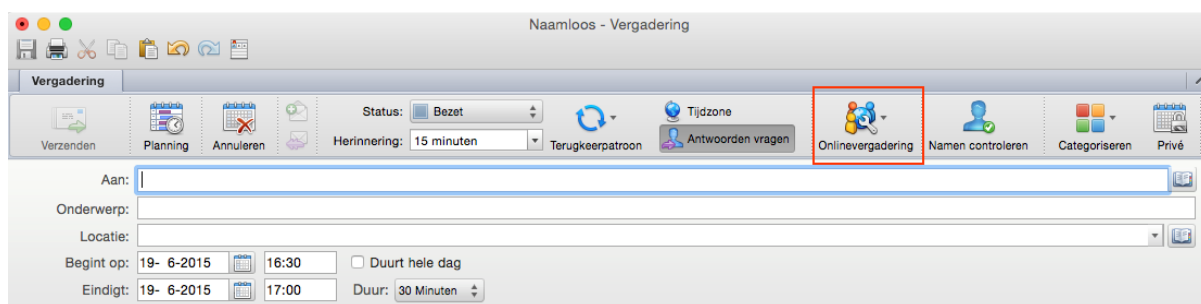 Naamloos - Vergadering
Vergadering
Status: Bezet
Tijdzone
Herinnering: 15 minuten
Antwoorden vragen
Verzenden Planning Annuleren Terugkeerpatroon Onlinevergadering Namen controleren Categoriseren Privé
Aan:
Onderwerp:
Locatie:
Begint op: 19- 6-2015 16:30 Duurt hele dag
Eindigt: 19- 6-2015 17:00 Duur: 30 Minuten